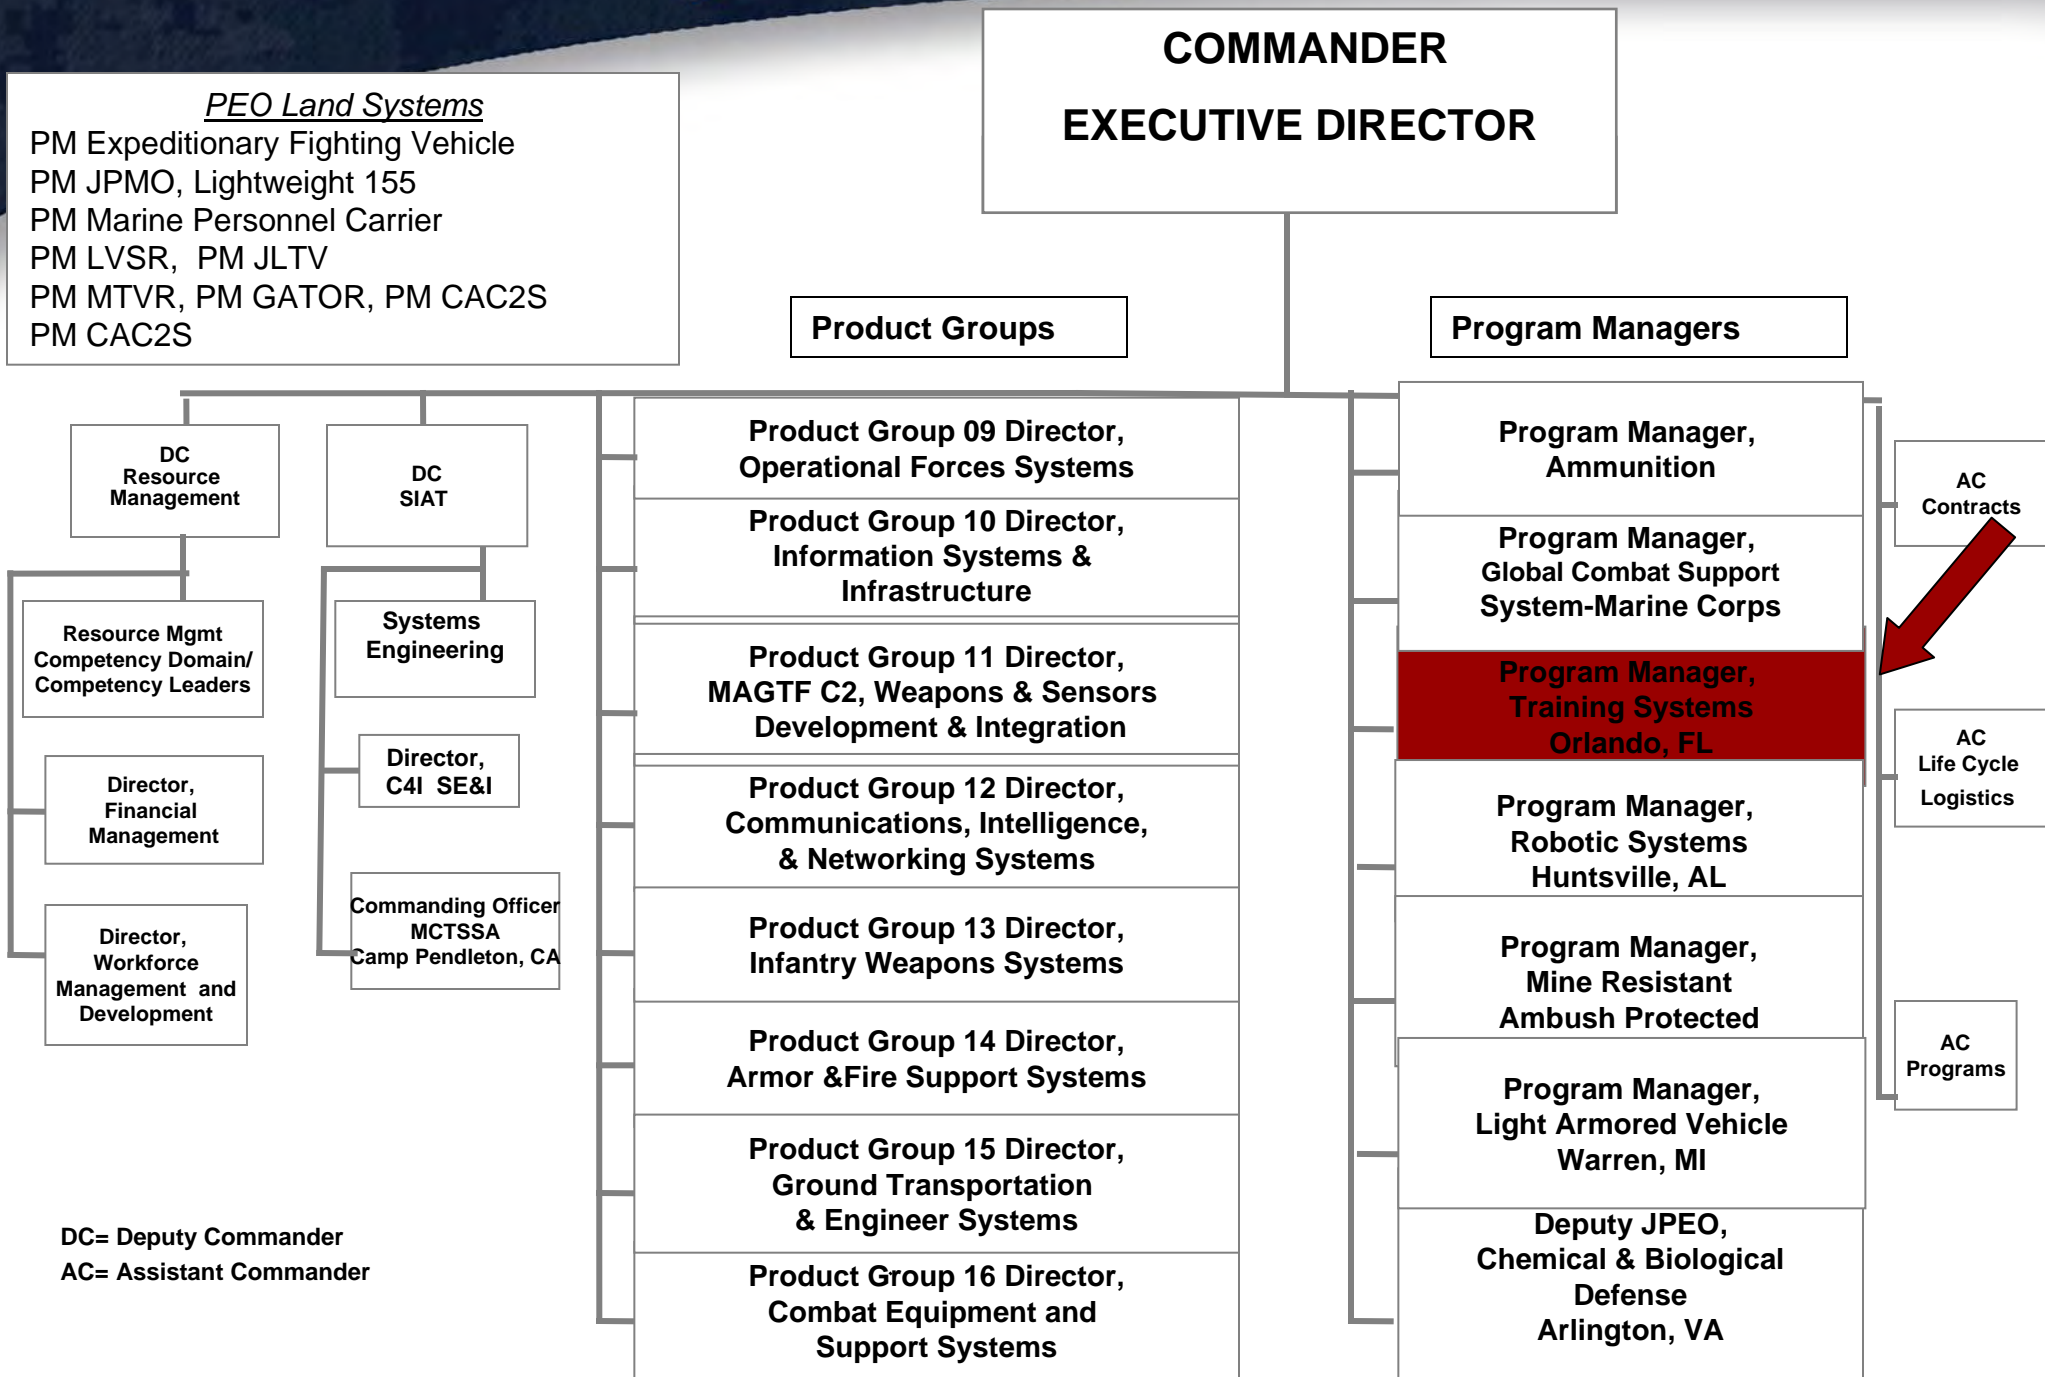 COMMANDER
EXECUTIVE DIRECTOR
PEO Land Systems
PM Expeditionary Fighting Vehicle
PM JPMO, Lightweight 155
PM Marine Personnel Carrier
PM LVSR, PM JLTV
PM MTVR, PM GATOR, PM CAC2S
PM CAC2S
Product Groups
Program Managers
DC
Resource
Management
Resource Mgmt
Competency Domain/
Competency Leaders
Director,
Financial
Management
Director,
Workforce
Management and
Development
DC
SIAT
Systems
Engineering
Director,
C4I SE&I
Commanding Officer
MCTSSA
Camp Pendleton, CA
Product Group 09 Director,
Operational Forces Systems
Product Group 10 Director,
Information Systems &
Infrastructure
Product Group 11 Director,
MAGTF C2, Weapons & Sensors
Development & Integration
Product Group 12 Director,
Communications, Intelligence,
& Networking Systems
Product Group 13 Director,
Infantry Weapons Systems
Product Group 14 Director,
Armor &Fire Support Systems
Product Group 15 Director,
Ground Transportation
& Engineer Systems
Product Group 16 Director,
Combat Equipment and
Support Systems
Program Manager,
Ammunition
Program Manager,
Global Combat Support
System-Marine Corps
Program Manager,
Training Systems
Orlando, FL
Program Manager,
Robotic Systems
Huntsville, AL
Program Manager,
Mine Resistant
Ambush Protected
Program Manager,
Light Armored Vehicle
Warren, MI
Deputy JPEO,
Chemical & Biological
Defense
Arlington, VA
AC
Contracts
AC
Life Cycle
Logistics
AC
Programs
DC= Deputy Commander
AC= Assistant Commander